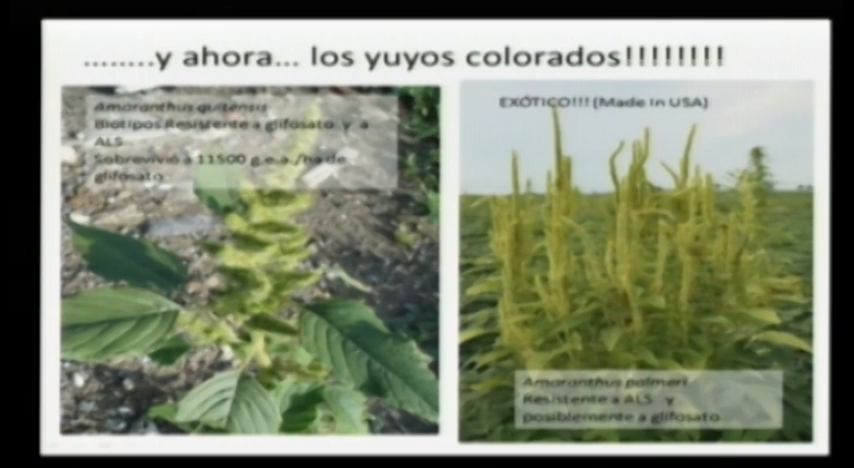 ........y ahora... los yuyos colorados!!!!!!!!
Amaranthus quitensis
Biotipos Resistente a glifosato y a
ALS
Sobrevivió a 11500 g.e.a./ha de
glifosato
EXÓTICO!!! (Made In USA)
Amaranthus palmeri
Resistente a ALS y
posiblemente a glifosato